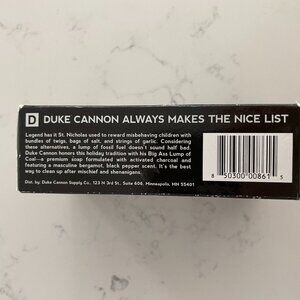 D DUKE CANNON ALWAYS MAKES THE NICE LIST
Legend has it St. Nicholas used to reward misbehaving children with
bundles of twigs, bags of salt, and strings of garlic. Considering
these alternatives, a lump of fossil fuel doesn't sound half bad.
Duke Cannon honors this holiday tradition with his Big Ass Lump of
Coal—a premium soap formulated with activated charcoal and
featuring a masculine bergamot, black pepper scent. It's the best
way to clean up after mischief and shenanigans.
Dist. by: Duke Cannon Supply Co., 123 N 3rd St., Suite 606, Minneapolis, MN 55401
8 50300 00861 5